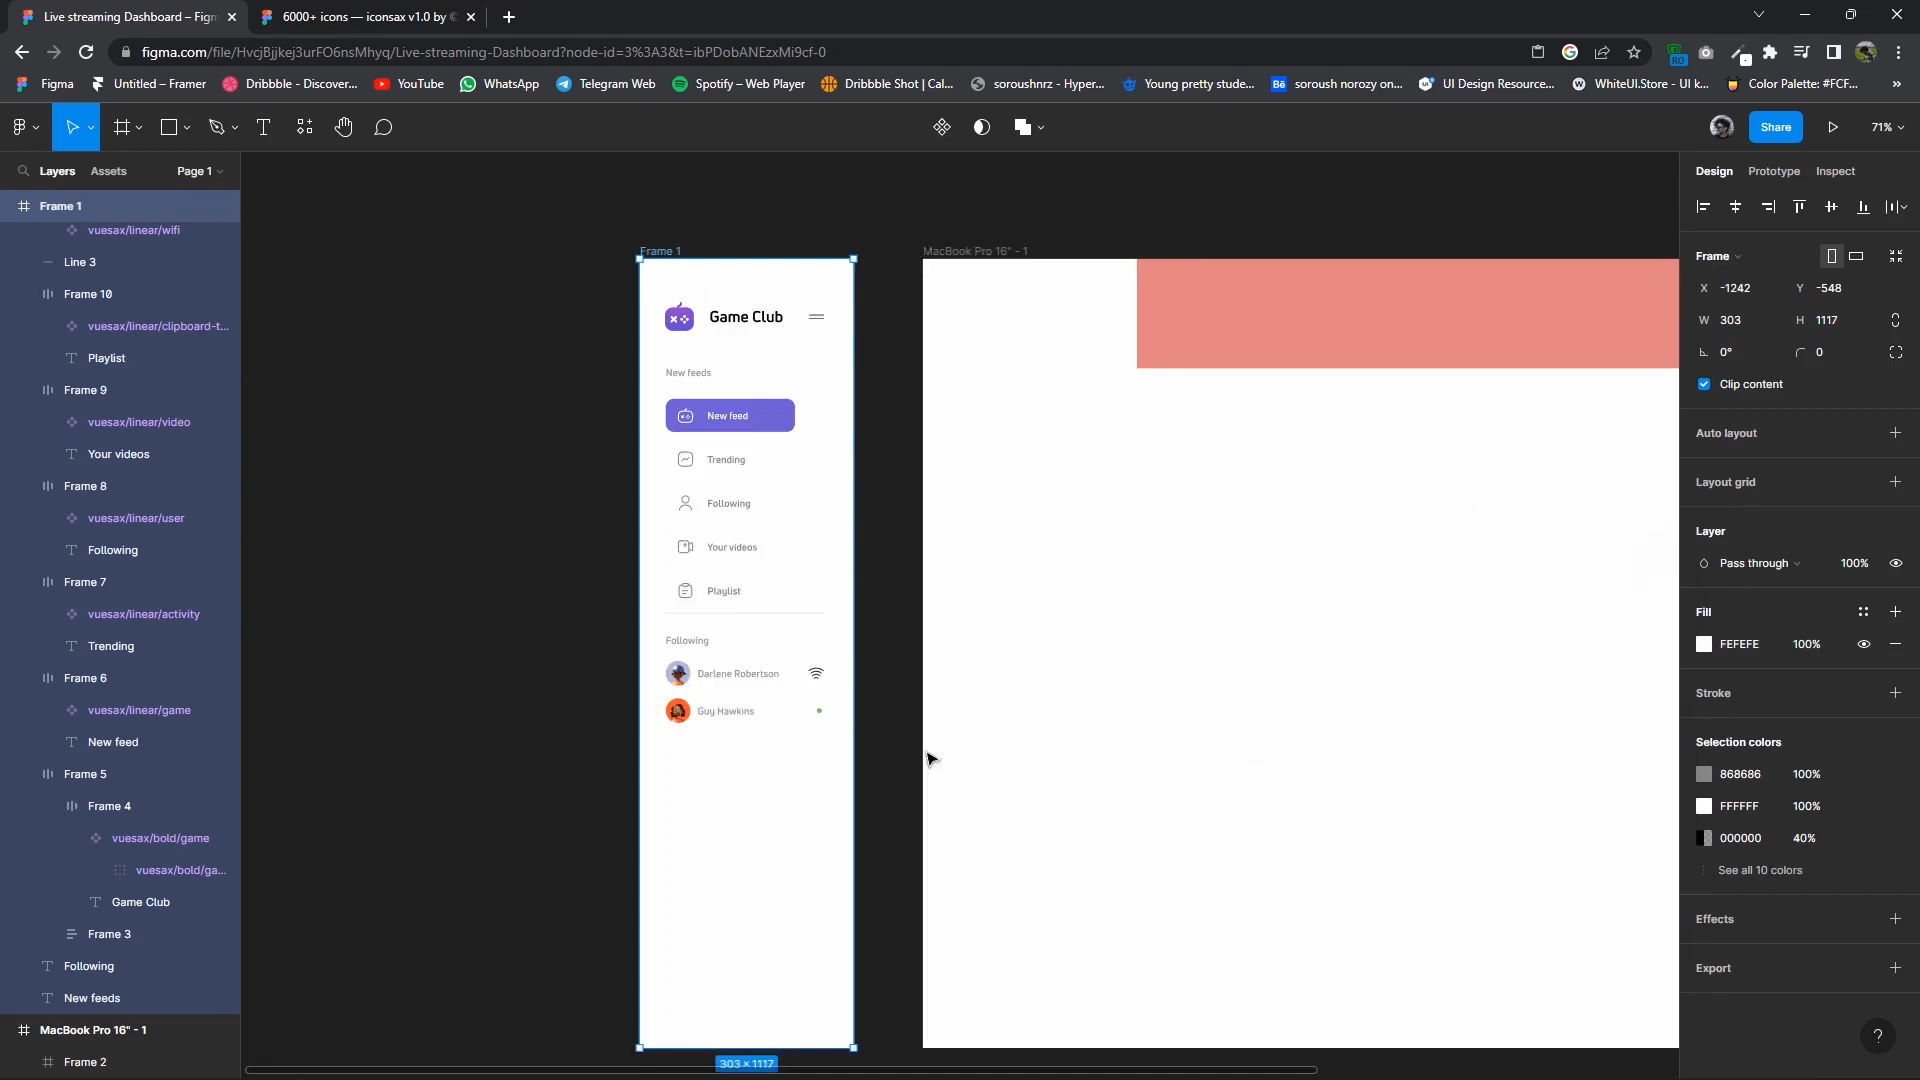 Live streaming Dashboard – Figm
6000+ icons — iconsax v1.0 by
figma.com/file/HvcjBjjkej3urFO6nsMhyq/Live-streaming-Dashboard?node-id=3%3A3&t=ibPDobANEzxMi9cf-0
RO
Figma
Untitled – Framer
Dribbble - Discover...
YouTube
WhatsApp
Telegram Web
Spotify – Web Player
Dribbble Shot | Cal...
soroushnrz - Hyper...
Young pretty stude...
Bē
soroush norozy on...
UI Design Resource...
WhiteUI.Store - UI k...
Color Palette: #FCF...
»
Share
71%
Layers
Assets
Page 1
Frame 1
vuesax/linear/wifi
Line 3
Frame 10
vuesax/linear/clipboard-t...
Playlist
Frame 9
vuesax/linear/video
Your videos
Frame 8
vuesax/linear/user
Following
Frame 7
vuesax/linear/activity
Trending
Frame 6
vuesax/linear/game
New feed
Frame 5
Frame 4
vuesax/bold/game
vuesax/bold/ga...
Game Club
Frame 3
Following
New feeds
MacBook Pro 16" - 1
Frame 2
Frame 1
Game Club
New feeds
New feed
Trending
Following
Your videos
Playlist
Following
Darlene Robertson
Guy Hawkins
303 × 1117
MacBook Pro 16" - 1
Design
Prototype
Inspect
Frame
X -1242
Y -548
W 303
H 1117
0°
0
Clip content
Auto layout
Layout grid
Layer
Pass through
100%
Fill
FEFEFE
100%
Stroke
Selection colors
868686
100%
FFFFFF
100%
000000
40%
See all 10 colors
Effects
Export
?